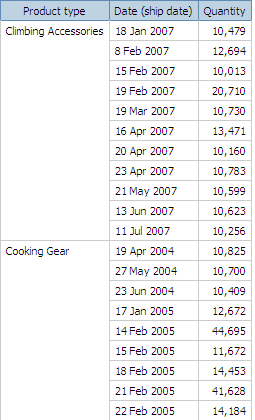 Product type Date (ship date) Quantity
Climbing Accessories 18 Jan 2007 10,479
8 Feb 2007 12,694
15 Feb 2007 10,013
19 Feb 2007 20,710
19 Mar 2007 10,730
16 Apr 2007 13,471
20 Apr 2007 10,160
23 Apr 2007 10,783
21 May 2007 10,599
13 Jun 2007 10,623
11 Jul 2007 10,256
Cooking Gear 19 Apr 2004 10,825
27 May 2004 10,700
23 Jun 2004 10,409
17 Jan 2005 12,672
14 Feb 2005 44,695
15 Feb 2005 11,672
18 Feb 2005 14,453
21 Feb 2005 41,628
22 Feb 2005 14,184